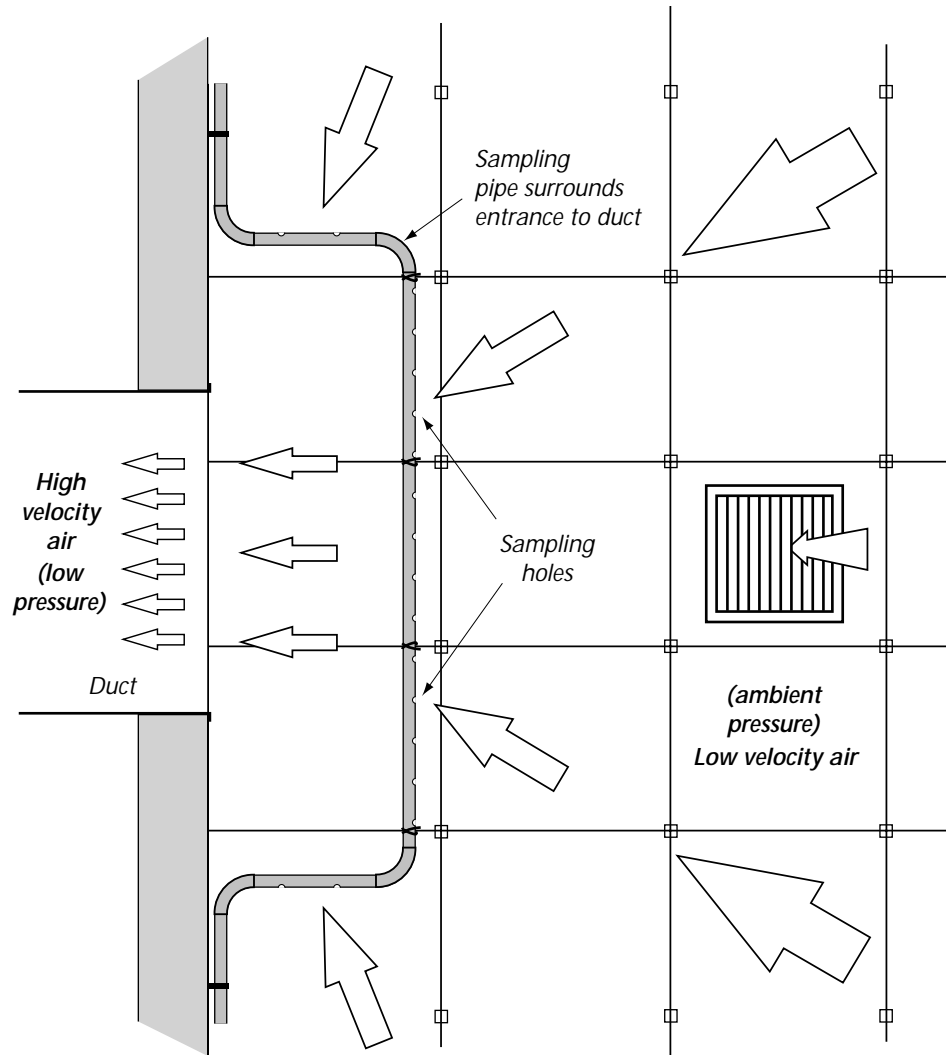 Sampling
pipe surrounds
entrance to duct
High
velocity
air
(low
pressure)
Sampling
holes
Duct
(ambient
pressure)
Low velocity air